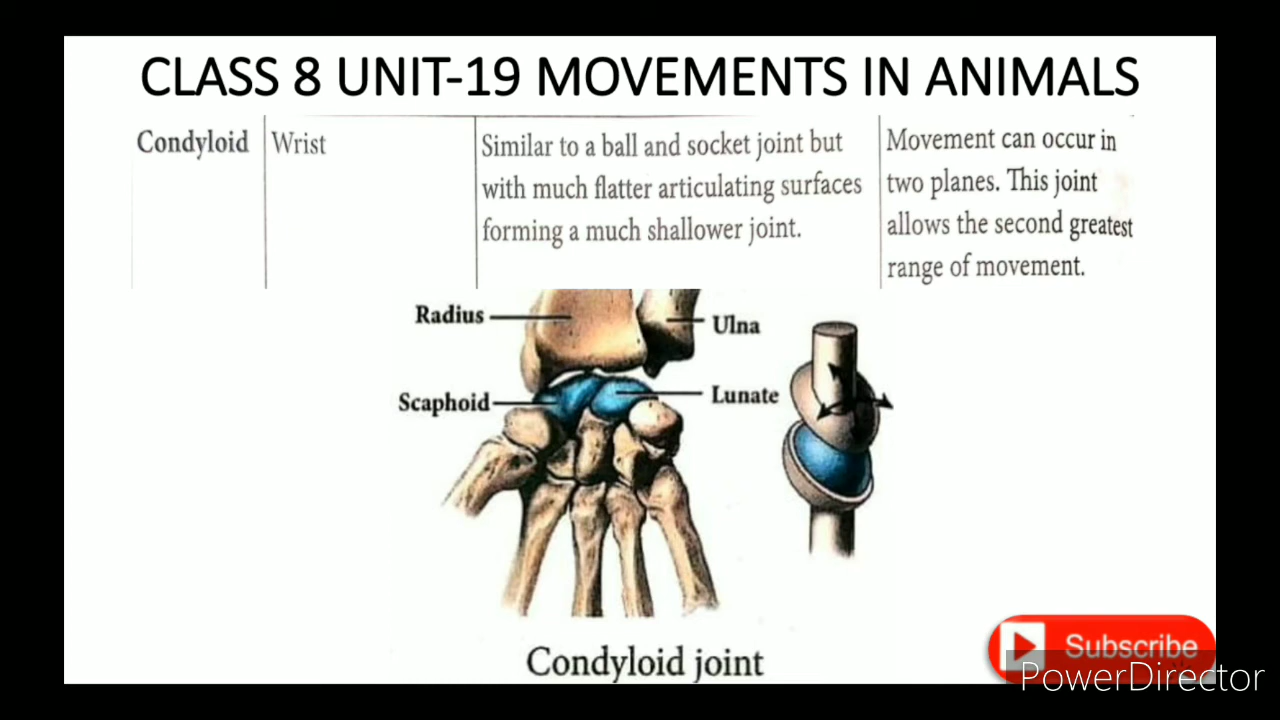 CLASS 8 UNIT-19 MOVEMENTS IN ANIMALS
Condyloid
Wrist
Similar to a ball and socket joint but
with much flatter articulating surfaces
forming a much shallower joint.
Movement can occur in
two planes. This joint
allows the second greatest
range of movement.
Radius
Ulna
Scaphoid
Lunate
Condyloid joint
Subscribe
PowerDirector